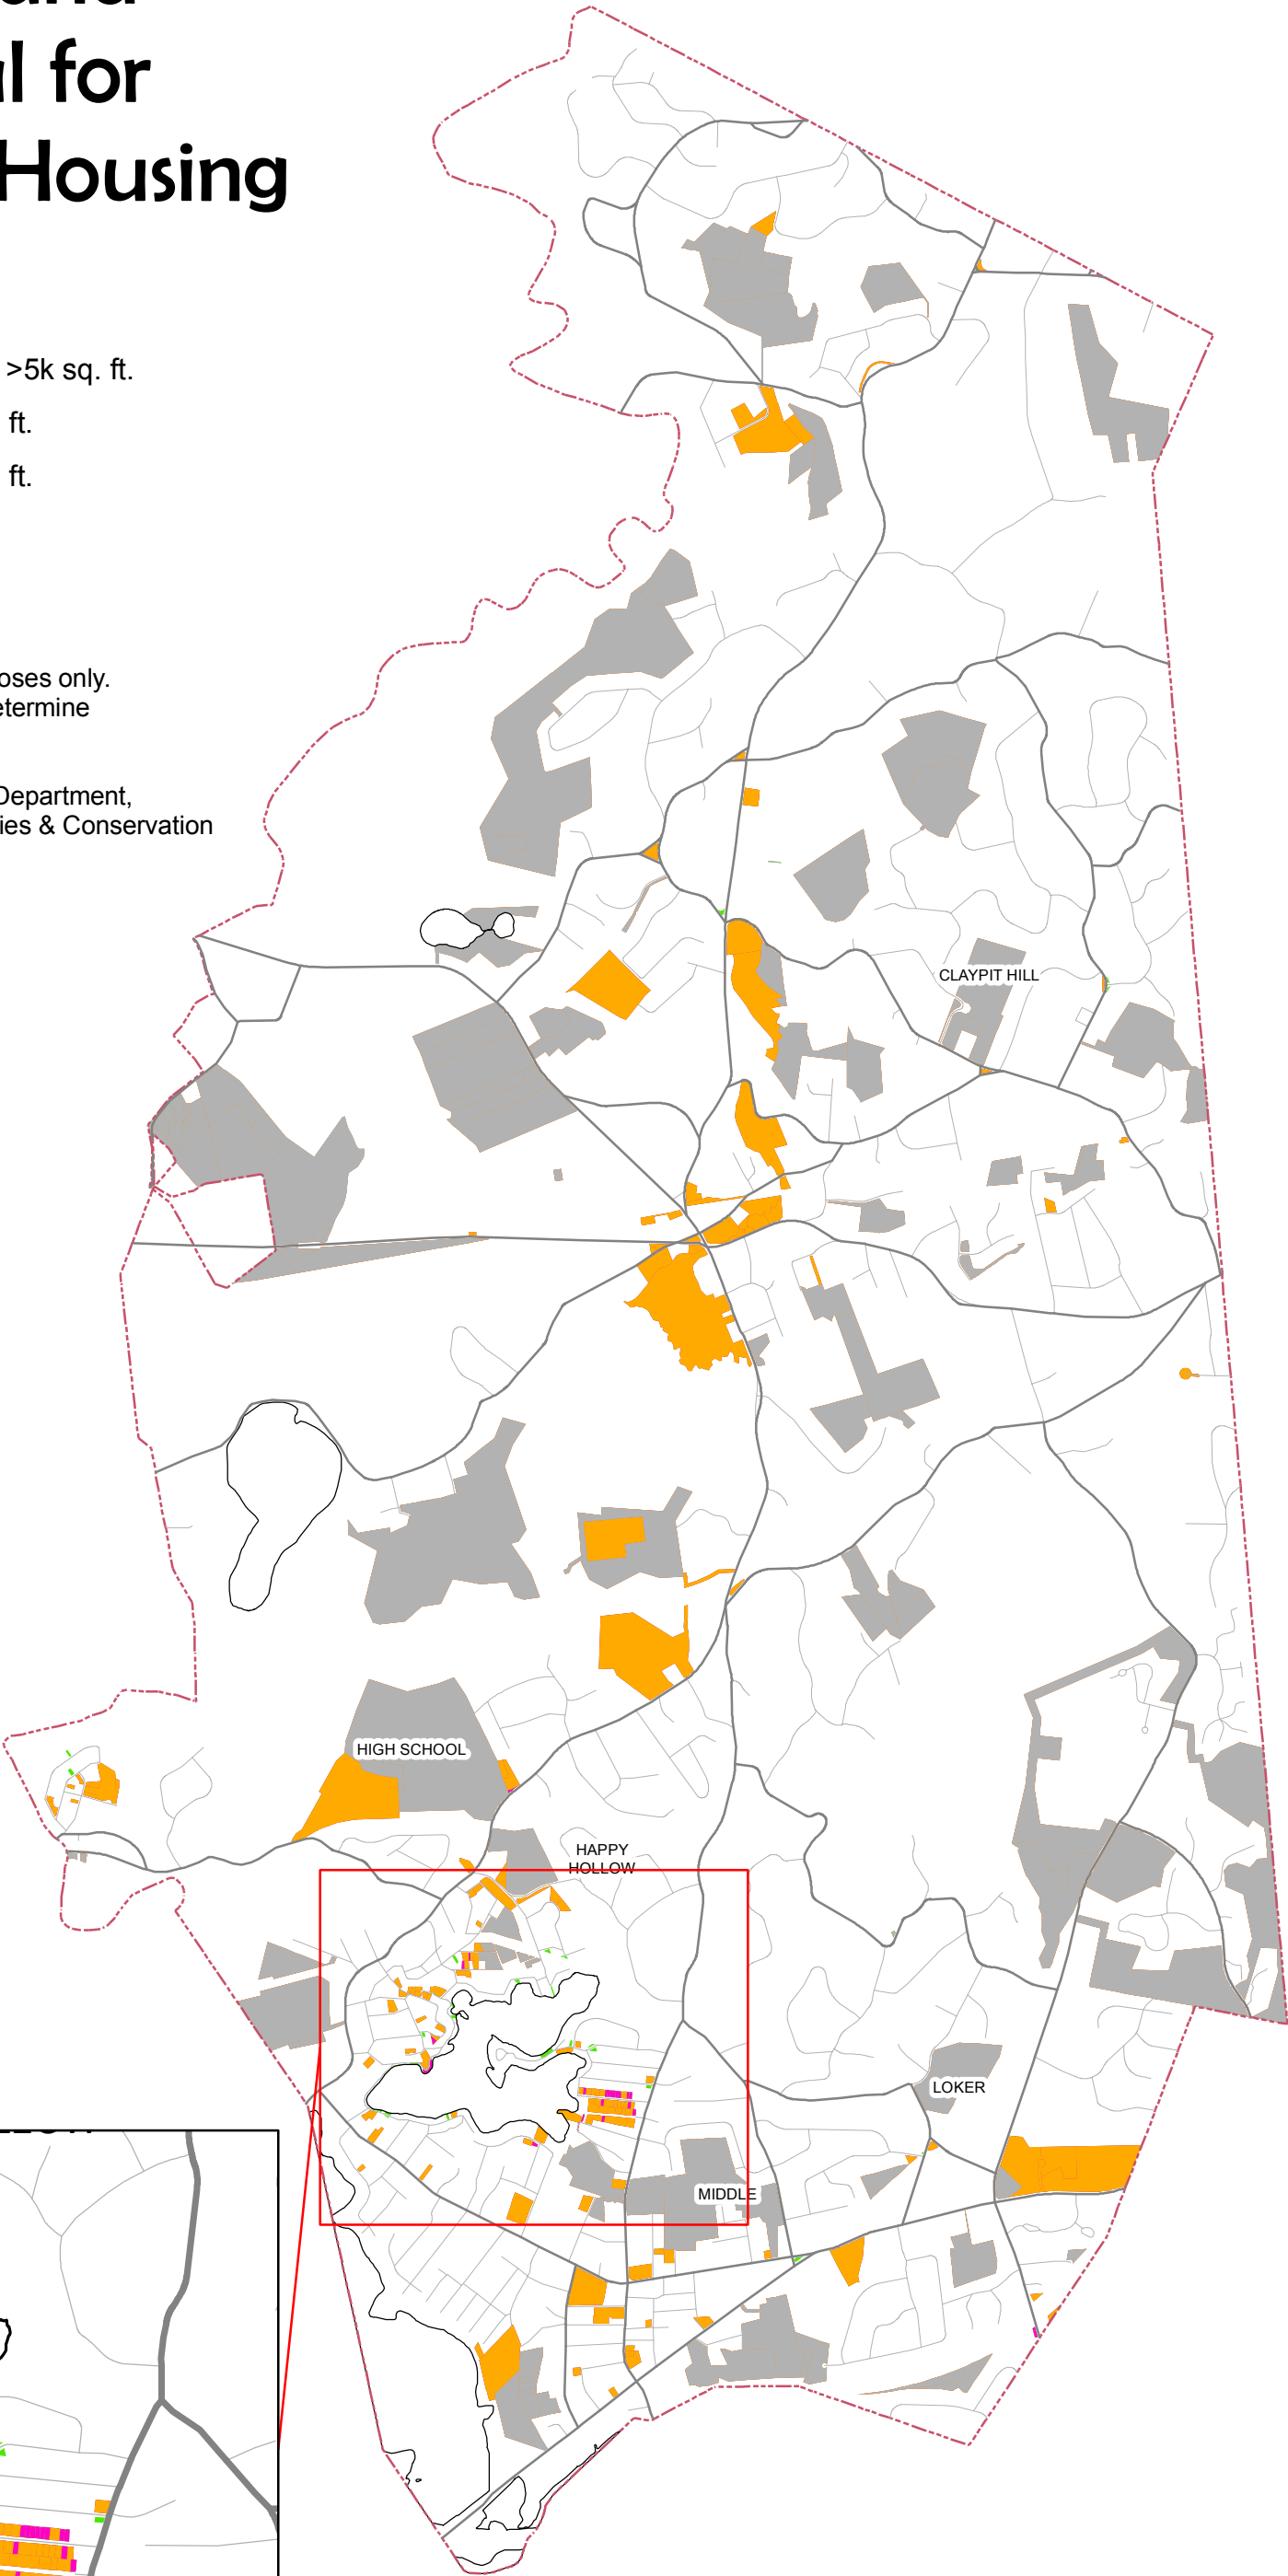 al for
Housing
>5k sq. ft.
ft.
ft.
oses only.
etermine
Department,
ies & Conservation
CLAYPIT HILL
HIGH SCHOOL
HAPPY
HOLLOW
LOKER
MIDDLE